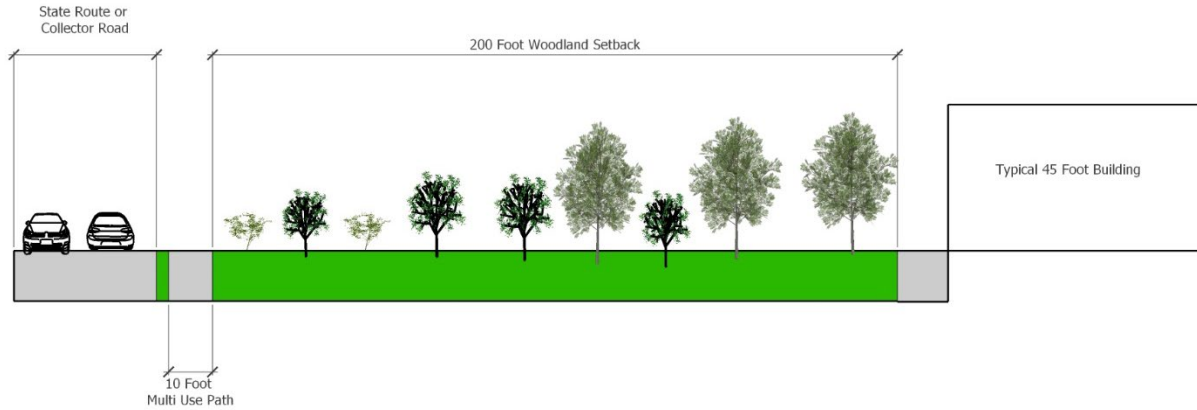 State Route or
Collector Road
200 Foot Woodland Setback
Typical 45 Foot Building
10 Foot
Multi Use Path